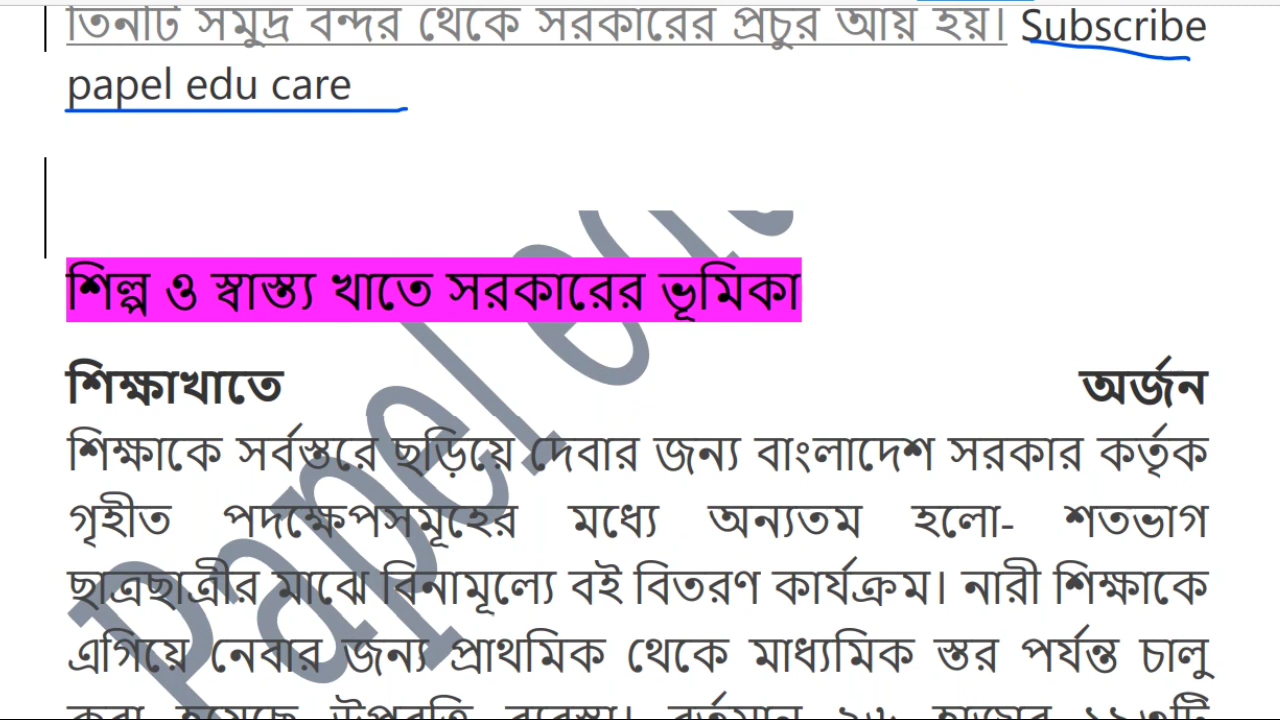 তিনটি সমুদ্র বন্দর থেকে সরকারের প্রচুর আয় হয়। Subscribe
papel edu care
শিল্প ও স্বাস্ত্য খাতে সরকারের ভূমিকা
শিক্ষাখাতে অর্জন
শিক্ষাকে সর্বস্তরে ছড়িয়ে দেবার জন্য বাংলাদেশ সরকার কর্তৃক
গৃহীত পদক্ষেপসমূহের মধ্যে অন্যতম হলো- শতভাগ
ছাত্রছাত্রীর মাঝে বিনামূল্যে বই বিতরণ কার্যক্রম। নারী শিক্ষাকে
এগিয়ে নেবার জন্য প্রাথমিক থেকে মাধ্যমিক স্তর পর্যন্ত চালু
Papel